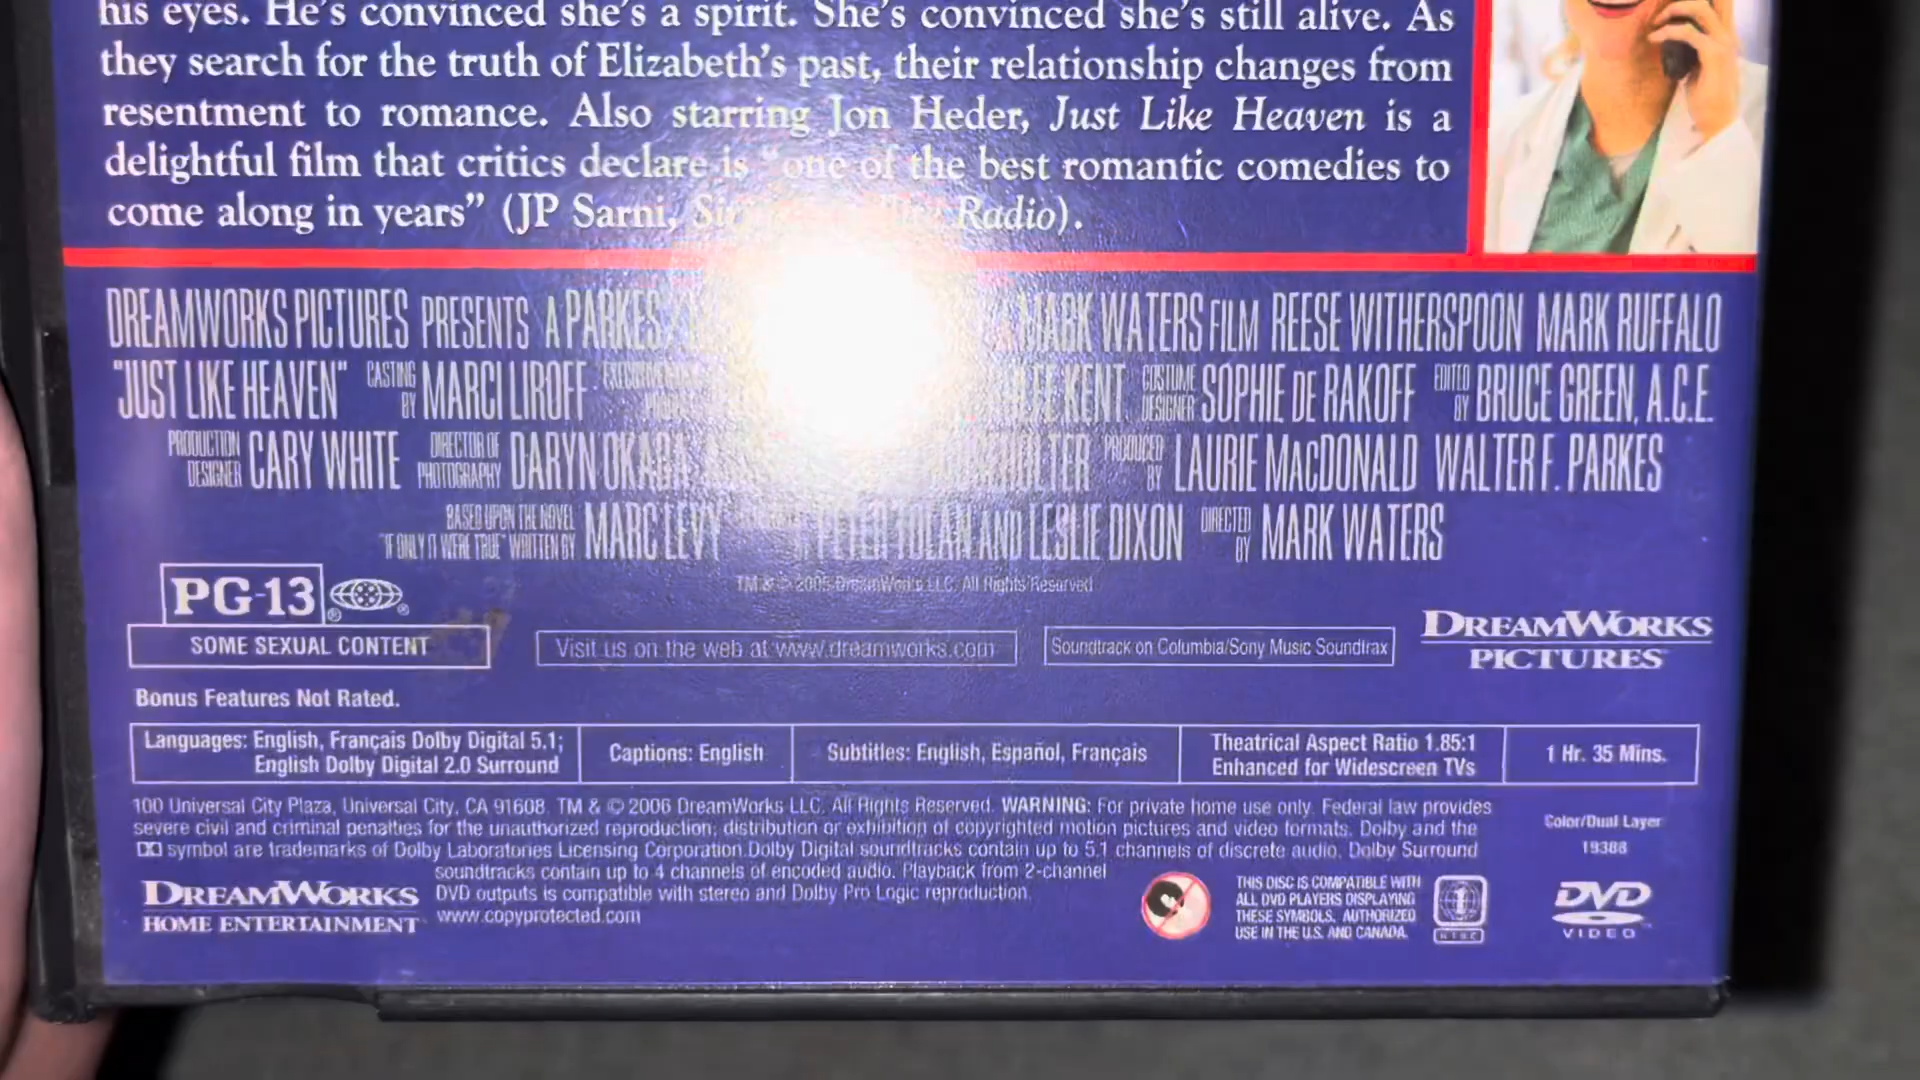 his eyes. He's convinced she's a spirit. She's convinced she's still alive. As
they search for the truth of Elizabeth's past, their relationship changes from
resentment to romance. Also starring Jon Heder, Just Like Heaven is a
delightful film that critics declare is "one of the best romantic comedies to
come along in years" (JP Sarni, Radio).
DREAMWORKS PICTURES PRESENTS A PARKES/ MARK WATERS FILM REESE WITHERSPOON MARK RUFFALO
"JUST LIKE HEAVEN" CASTING BY MARCI LIROFF KENT COSTUME DESIGNER SOPHIE DE RAKOFF EDITED BY BRUCE GREEN, A.C.E.
PRODUCTION DESIGNER CARY WHITE DIRECTOR OF PHOTOGRAPHY DARYN OKADA PRODUCED BY LAURIE MACDONALD WALTER F. PARKES
BASED UPON THE NOVEL "IF ONLY IT WERE TRUE" WRITTEN BY MARC LEVY PETER TOLAN AND LESLIE DIXON DIRECTED BY MARK WATERS
TM & © 2005 DreamWorks LLC. All Rights Reserved
PG-13 ® ®
SOME SEXUAL CONTENT
Visit us on the web at www.dreamworks.com
Soundtrack on Columbia/Sony Music Soundtrax
DREAMWORKS
PICTURES
Bonus Features Not Rated.
Languages: English, Français Dolby Digital 5.1;
English Dolby Digital 2.0 Surround
Captions: English
Subtitles: English, Español, Français
Theatrical Aspect Ratio 1.85:1
Enhanced for Widescreen TVs
1 Hr. 35 Mins.
100 Universal City Plaza, Universal City, CA 91608. TM & © 2006 DreamWorks LLC. All Rights Reserved. WARNING: For private home use only. Federal law provides
severe civil and criminal penalties for the unauthorized reproduction, distribution or exhibition of copyrighted motion pictures and video formats. Dolby and the
symbol are trademarks of Dolby Laboratories Licensing Corporation.Dolby Digital soundtracks contain up to 5.1 channels of discrete audio. Dolby Surround
soundtracks contain up to 4 channels of encoded audio. Playback from 2-channel
DVD outputs is compatible with stereo and Dolby Pro Logic reproduction.
www.copyprotected.com
Color/Dual Layer
19388
DREAMWORKS
HOME ENTERTAINMENT
THIS DISC IS COMPATIBLE WITH
ALL DVD PLAYERS DISPLAYING
THESE SYMBOLS. AUTHORIZED
USE IN THE U.S. AND CANADA.
1
NTSC
DVD
VIDEO